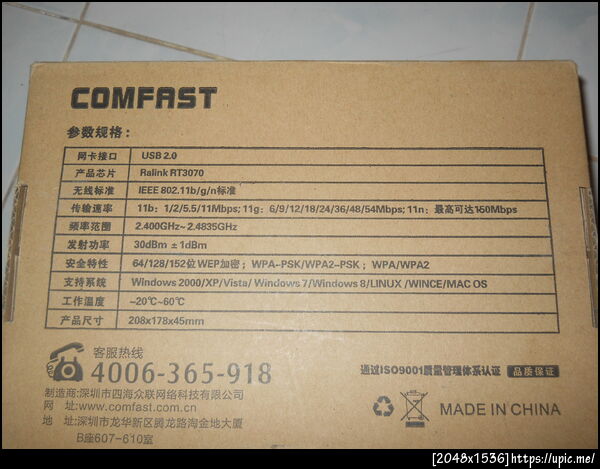 COMFAST
参数规格：
网卡接口 USB 2.0
产品芯片 Ralink RT3070
无线标准 IEEE 802.11b/g/n标准
传输速率 11b：1/2/5.5/11Mbps; 11g：6/9/12/18/24/36/48/54Mbps; 11n：最高可达150Mbps
频率范围 2.400GHz~2.4835GHz
发射功率 30dBm ±1dBm
安全特性 64/128/152位WEP加密；WPA-PSK/WPA2-PSK；WPA/WPA2
支持系统 Windows 2000/XP/Vista/ Windows 7/Windows 8/LINUX /WINCE/MAC OS
工作温度 -20℃~60℃
产品尺寸 208x178x45mm
客服热线
4006-365-918
通过ISO9001质量管理体系认证 品质保证
制造商:深圳市四海众联网络科技有限公司
网 址:www.comfast.com.cn
地 址:深圳市龙华新区腾龙路淘金地大厦
B座607-610室
MADE IN CHINA
[2048x1536]https://upic.me/